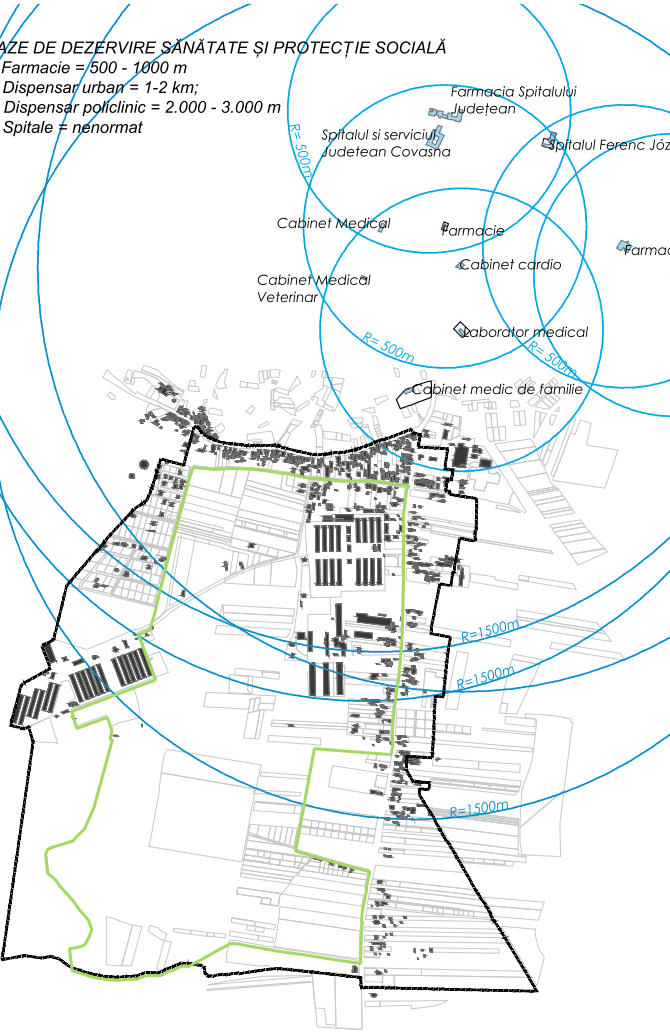 AZE DE DEZERVIRE SĂNĂTATE ȘI PROTECȚIE SOCIALĂ
Farmacie = 500 - 1000 m
Dispensar urban = 1-2 km;
Dispensar policlinic = 2.000 - 3.000 m
Spitale = nenormat
Farmacia Spitalului
Județean
R= 500m
Spitalul si serviciul
Judetean Covasna
Spitalul Ferenc Józ
Cabinet Medical
Farmacie
Farmac
Cabinet cardio
Cabinet Medical
Veterinar
Laborator medical
R= 500m
R= 500m
Cabinet medic de familie
R=1500m
R=1500m
R=1500m